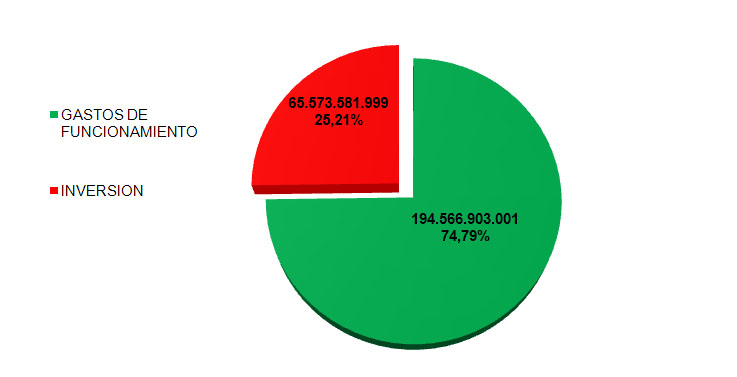 GASTOS DE
FUNCIONAMIENTO
INVERSION
65.573.581.999
25,21%
194.566.903.001
74,79%